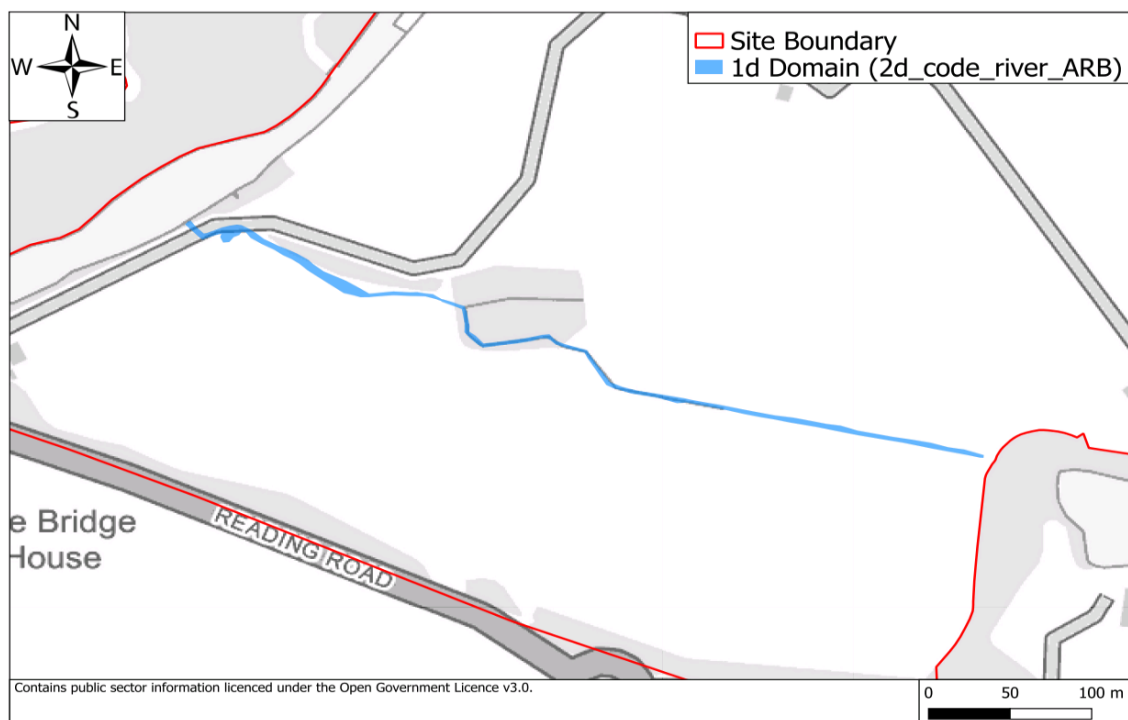 N
W E
S
Site Boundary
1d Domain (2d_code_river_ARB)
READING ROAD
e Bridge
House
Contains public sector information licenced under the Open Government Licence v3.0.
0 50 100 m